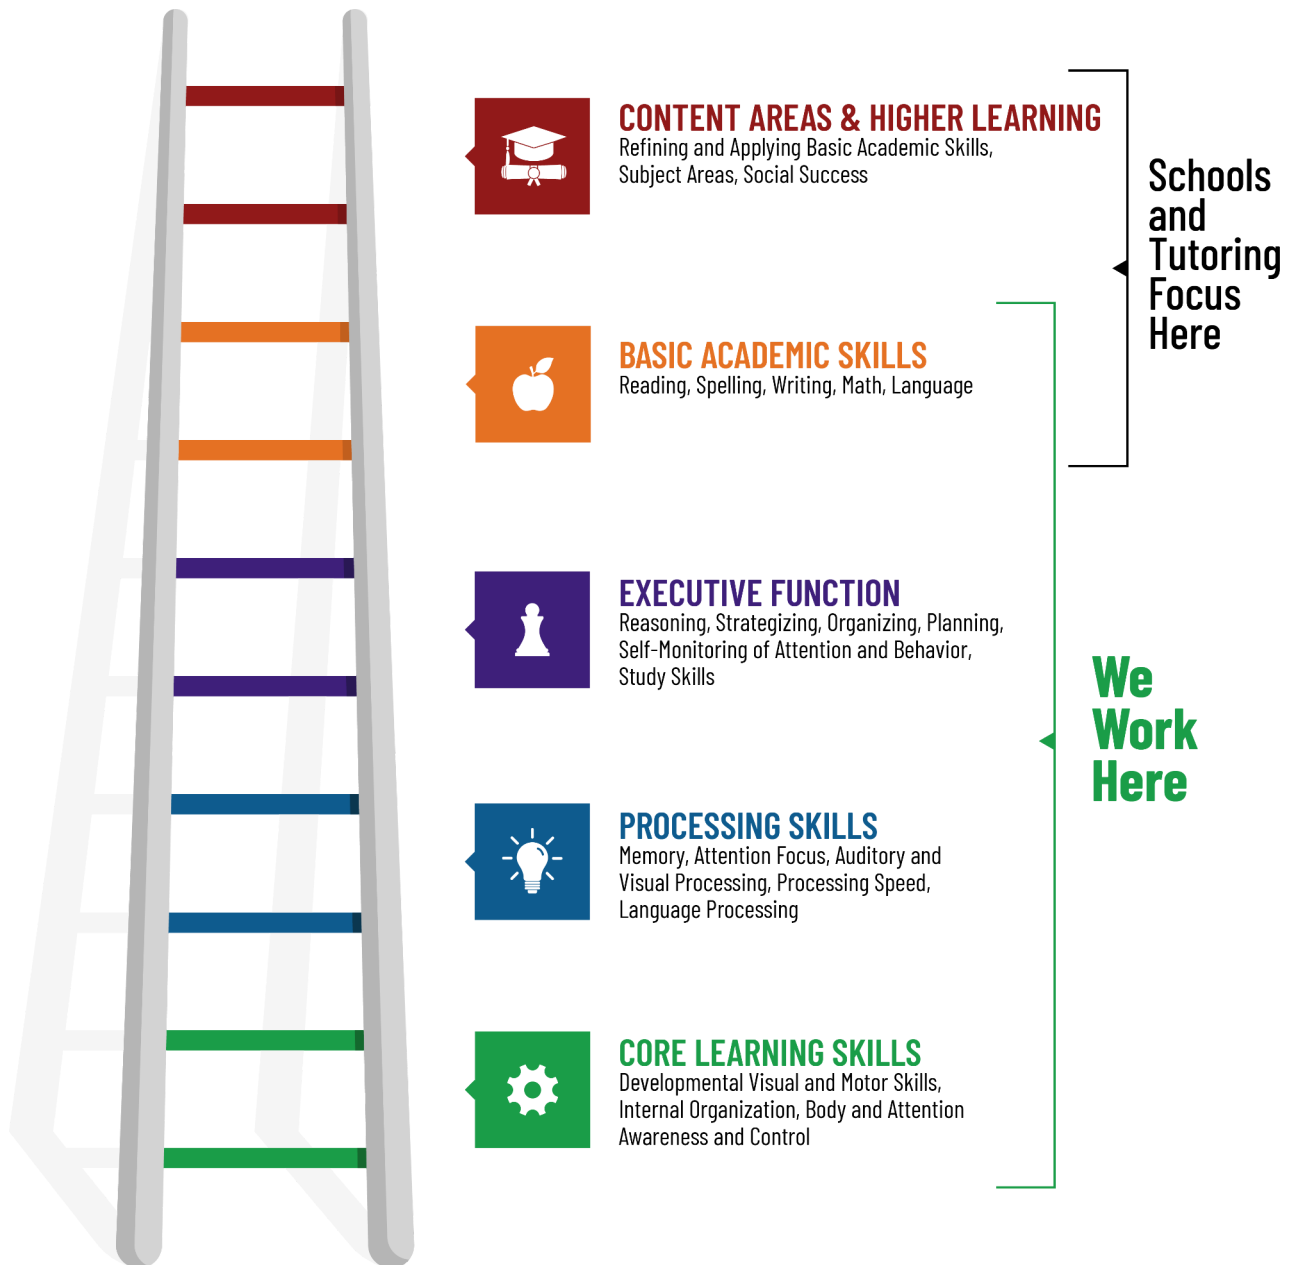 CONTENT AREAS & HIGHER LEARNING
Refining and Applying Basic Academic Skills,
Subject Areas, Social Success
Schools
and
Tutoring
Focus
Here
BASIC ACADEMIC SKILLS
Reading, Spelling, Writing, Math, Language
EXECUTIVE FUNCTION
Reasoning, Strategizing, Organizing, Planning,
Self-Monitoring of Attention and Behavior,
Study Skills
We
Work
Here
PROCESSING SKILLS
Memory, Attention Focus, Auditory and
Visual Processing, Processing Speed,
Language Processing
CORE LEARNING SKILLS
Developmental Visual and Motor Skills,
Internal Organization, Body and Attention
Awareness and Control